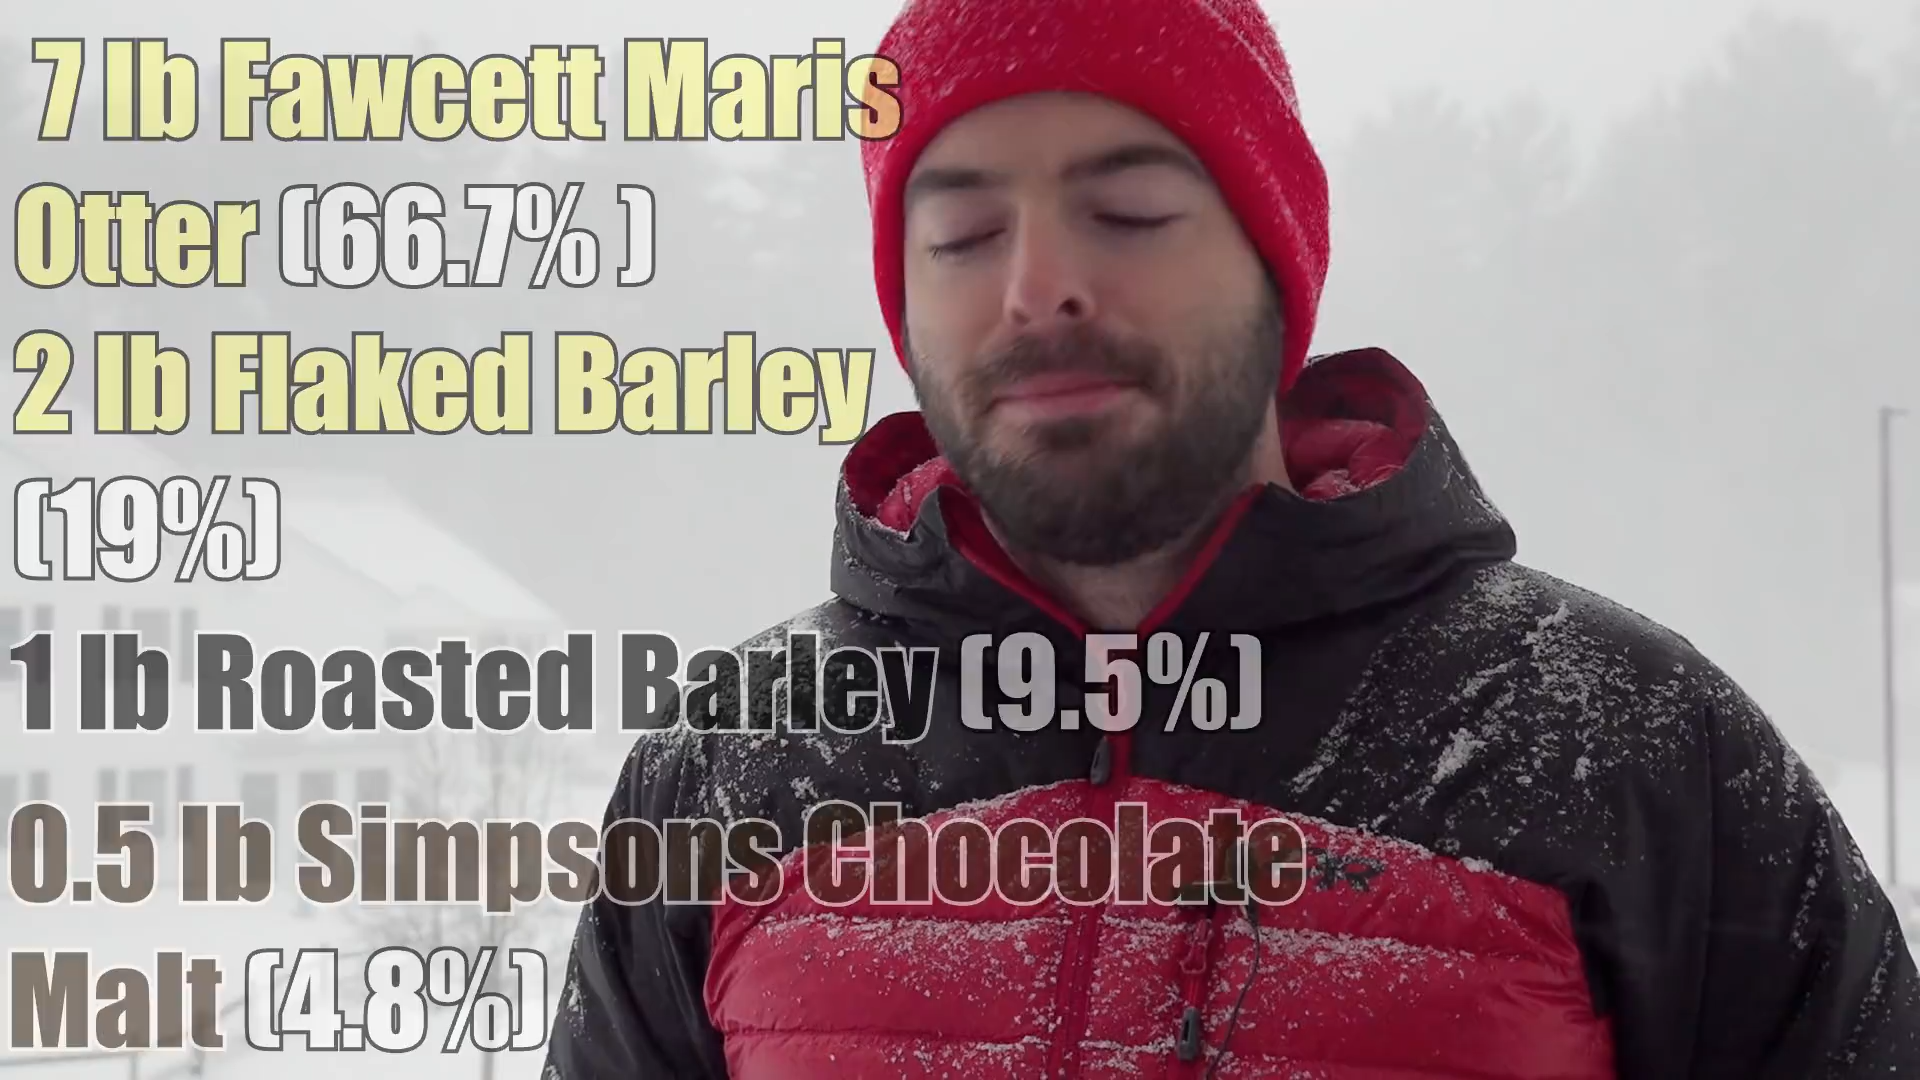 7 lb Fawcett Maris
Otter (66.7% )
2 lb Flaked Barley
(19%)
1 lb Roasted Barley (9.5%)
0.5 lb Simpsons Chocolate
Malt (4.8%)